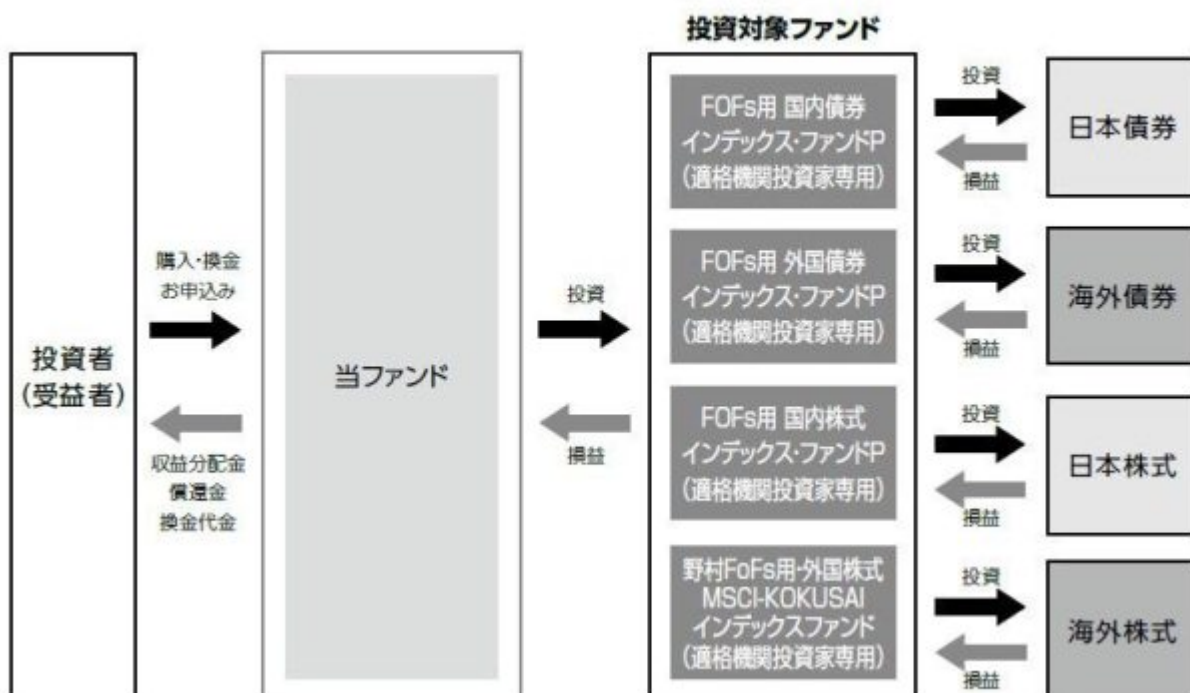 投資対象ファンド
投資者
(受益者)
購入・換金
お申込み
収益分配金
償還金
換金代金
当ファンド
投資
損益
FOFs用 国内債券
インデックス・ファンドP
(適格機関投資家専用)
投資
損益
日本債券
FOFs用 外国債券
インデックス・ファンドP
(適格機関投資家専用)
投資
損益
海外債券
FOFs用 国内株式
インデックス・ファンドP
(適格機関投資家専用)
投資
損益
日本株式
野村FoFs用・外国株式
MSCI-KOKUSAI
インデックスファンド
(適格機関投資家専用)
投資
損益
海外株式